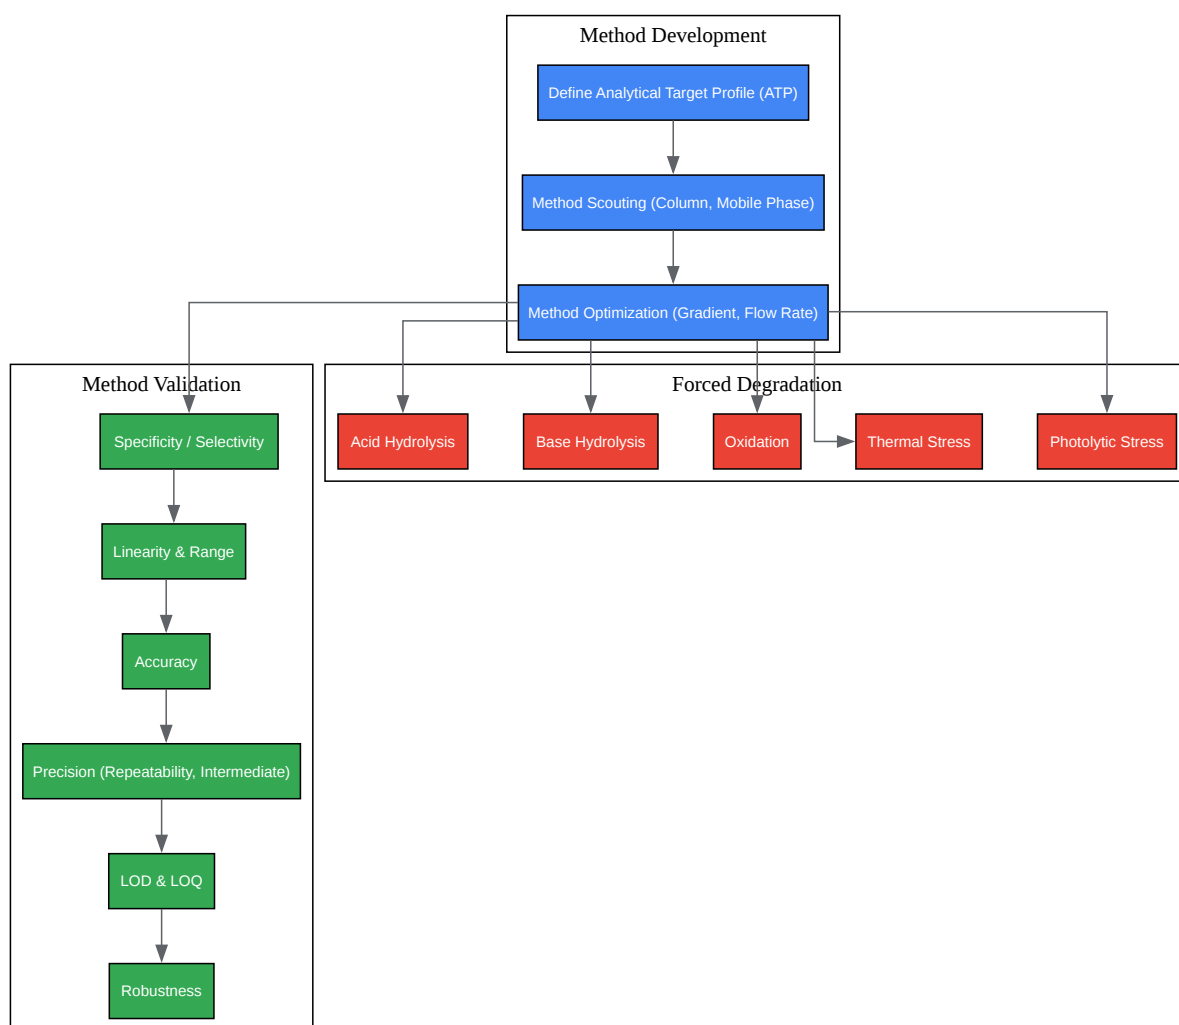 Method Development
Define Analytical Target Profile (ATP)
Method Scouting (Column, Mobile Phase)
Method Optimization (Gradient, Flow Rate)
Method Validation
Specificity / Selectivity
Linearity & Range
Accuracy
Precision (Repeatability, Intermediate)
LOD & LOQ
Robustness
Forced Degradation
Acid Hydrolysis
Base Hydrolysis
Oxidation
Thermal Stress
Photolytic Stress